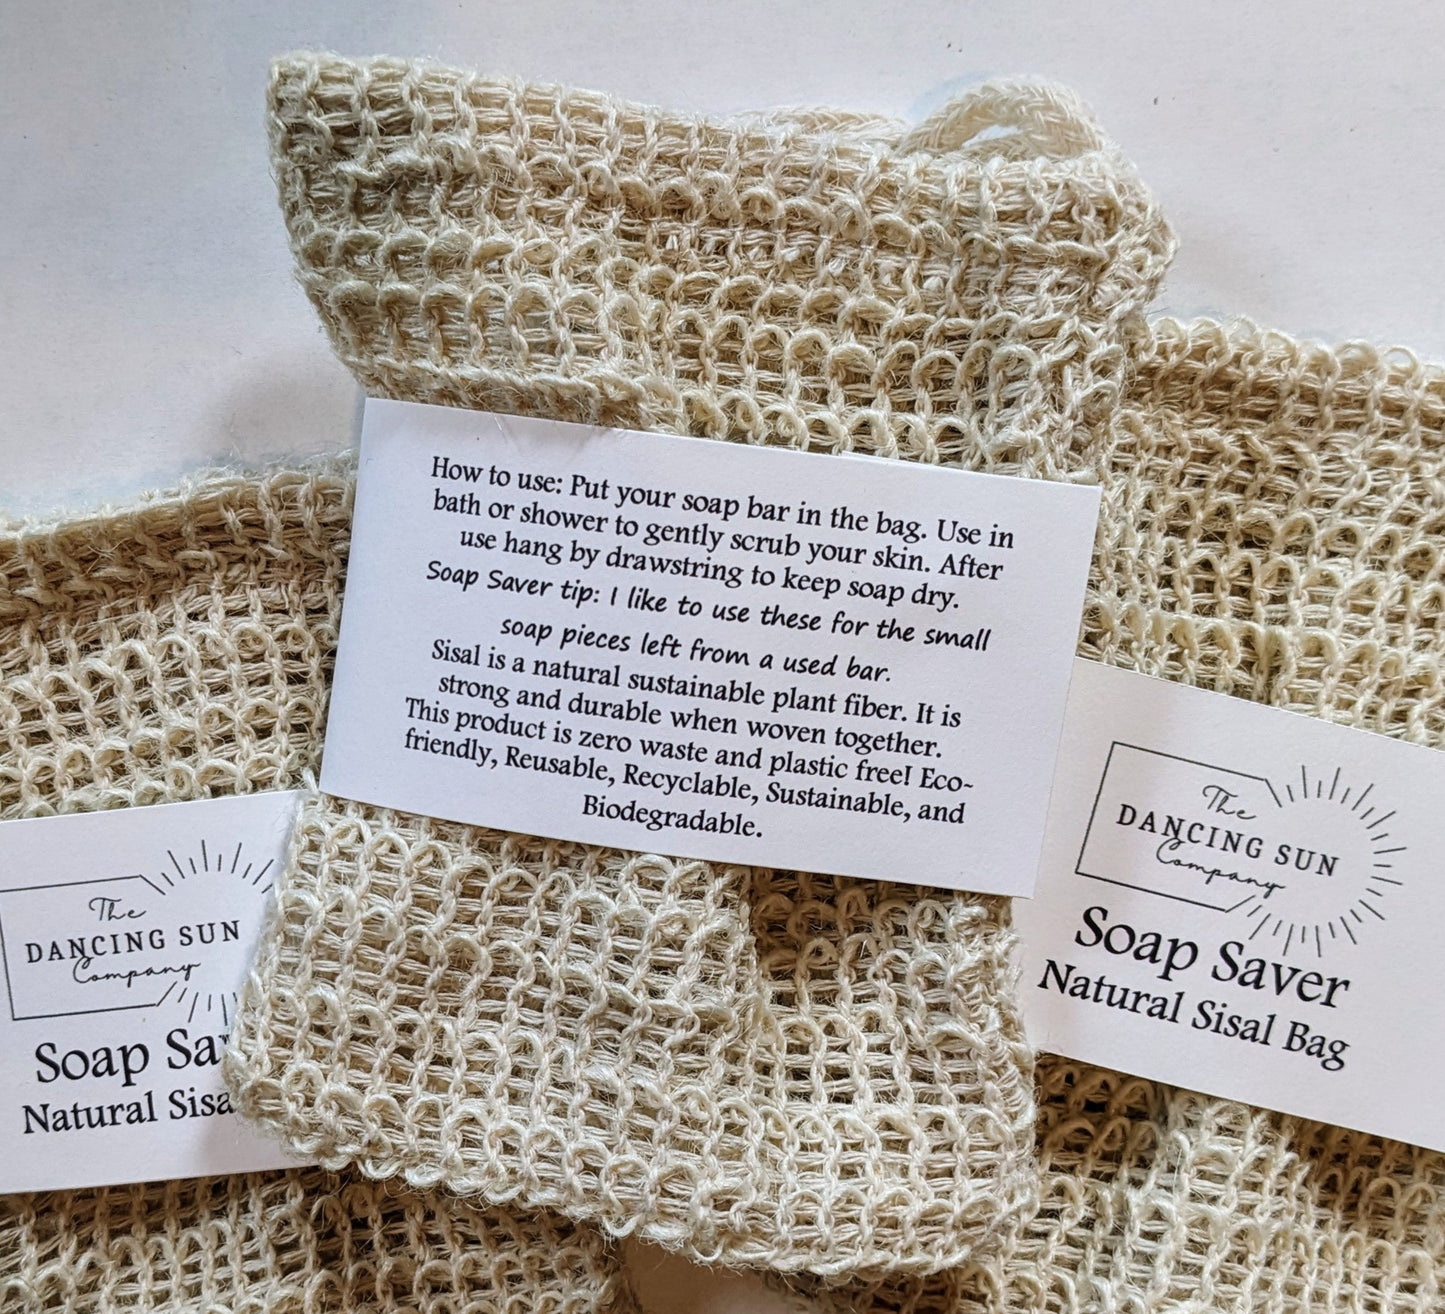 How to use: Put your soap bar in the bag. Use in
bath or shower to gently scrub your skin. After
use hang by drawstring to keep soap dry.
Soap Saver tip: I like to use these for the small
soap pieces left from a used bar.
Sisal is a natural sustainable plant fiber. It is
strong and durable when woven together.
This product is zero waste and plastic free! Eco-
friendly, Reusable, Recyclable, Sustainable, and
Biodegradable.
The
DANCING SUN
Company
Soap Sa
Natural Sisa
The
DANCING SUN
Company
Soap Saver
Natural Sisal Bag